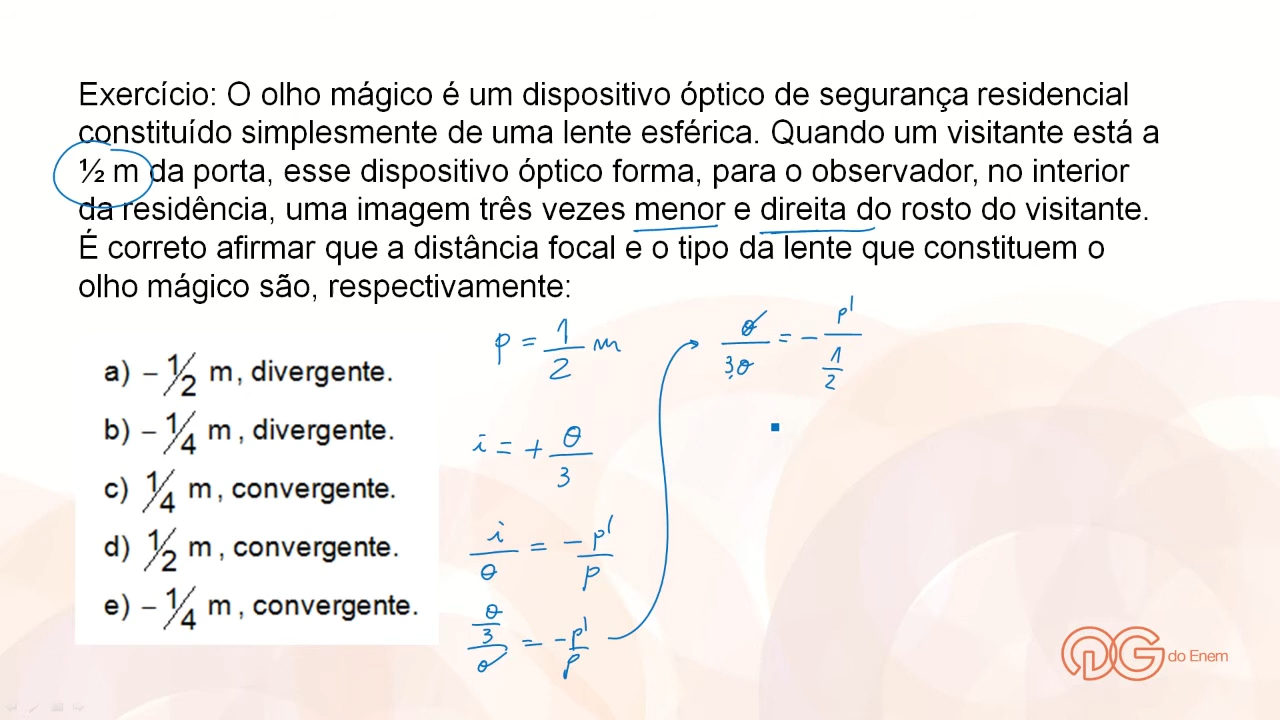 Exercício: O olho mágico é um dispositivo óptico de segurança residencial
constituído simplesmente de uma lente esférica. Quando um visitante está a
½ m da porta, esse dispositivo óptico forma, para o observador, no interior
da residência, uma imagem três vezes menor e direita do rosto do visitante.
É correto afirmar que a distância focal e o tipo da lente que constituem o
olho mágico são, respectivamente:
a) – 1/2 m, divergente.
b) – 1/4 m, divergente.
c) 1/4 m, convergente.
d) 1/2 m, convergente.
e) – 1/4 m, convergente.
p = 1/2 m
i = + θ/3
i/θ = – p'/p
θ/3/θ = – p'/p
θ/3θ = – p'/1/2
QG do Enem